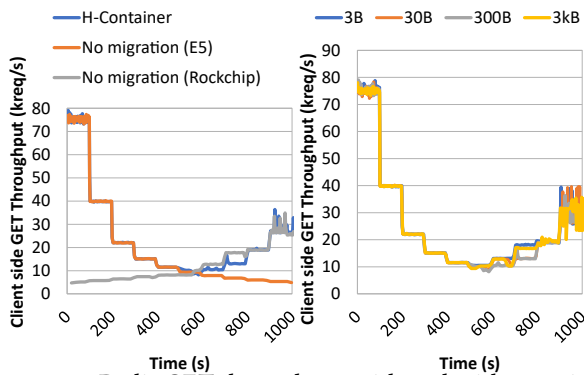 H-Container
No migration (E5)
No migration (Rockchip)
Client side GET Throughput (kreq/s)
80
70
60
50
40
30
20
10
0
0
200
400
600
800
1000
Time (s)
3B
30B
300B
3kB
Client side GET Throughput (kreq/s)
90
80
70
60
50
40
30
20
10
0
0
200
400
600
800
1000
Time (s)